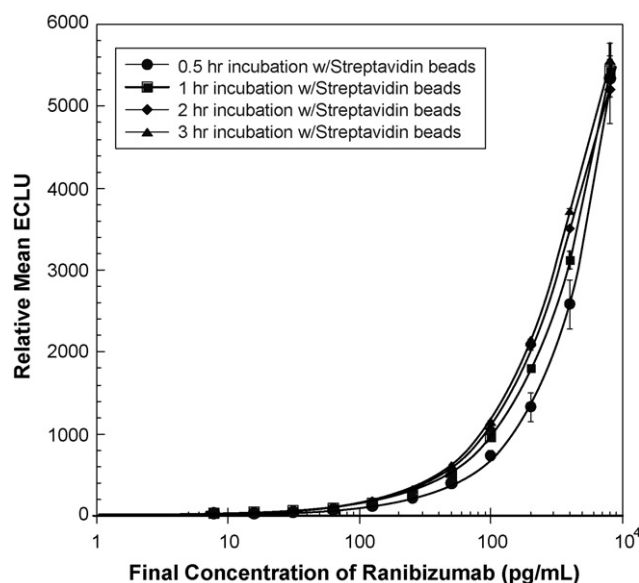 6000
5000
4000
3000
2000
1000
0
Relative Mean ECLU
0.5 hr incubation w/Streptavidin beads
1 hr incubation w/Streptavidin beads
2 hr incubation w/Streptavidin beads
3 hr incubation w/Streptavidin beads
1 10 100 100 10⁴
Final Concentration of Ranibizumab (pg/mL)